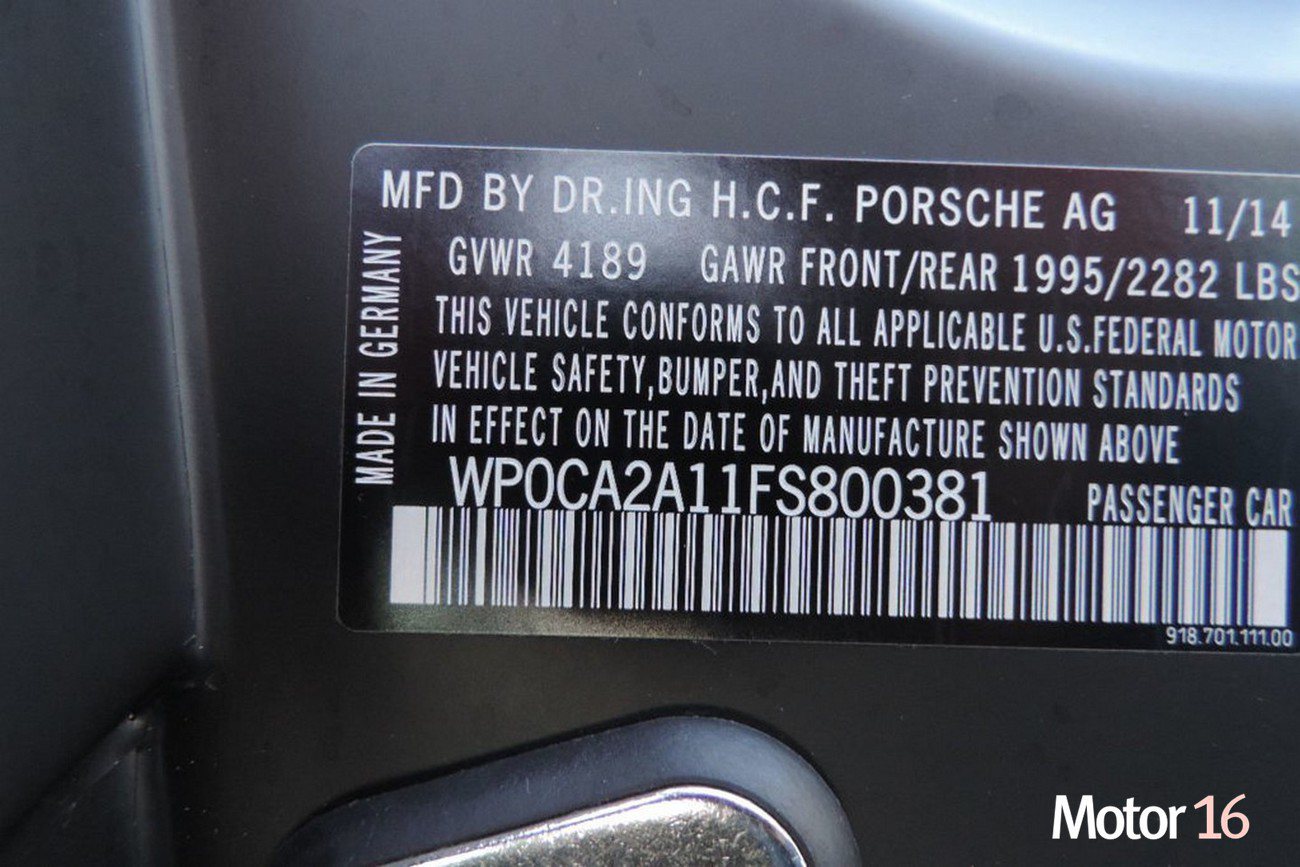 MFD BY DR.ING H.C.F. PORSCHE AG 11/14
GVWR 4189 GAWR FRONT/REAR 1995/2282 LBS
THIS VEHICLE CONFORMS TO ALL APPLICABLE U.S.FEDERAL MOTOR
VEHICLE SAFETY,BUMPER,AND THEFT PREVENTION STANDARDS
IN EFFECT ON THE DATE OF MANUFACTURE SHOWN ABOVE
WP0CA2A11FS800381 PASSENGER CAR
MADE IN GERMANY
918.701.111.00
Motor 16